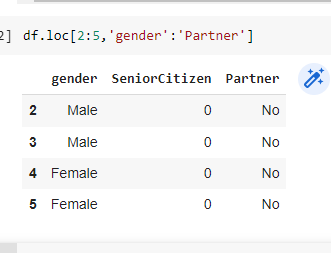 2] df.loc[2:5,'gender':'Partner']
gender SeniorCitizen Partner
2 Male 0 No
3 Male 0 No
4 Female 0 No
5 Female 0 No